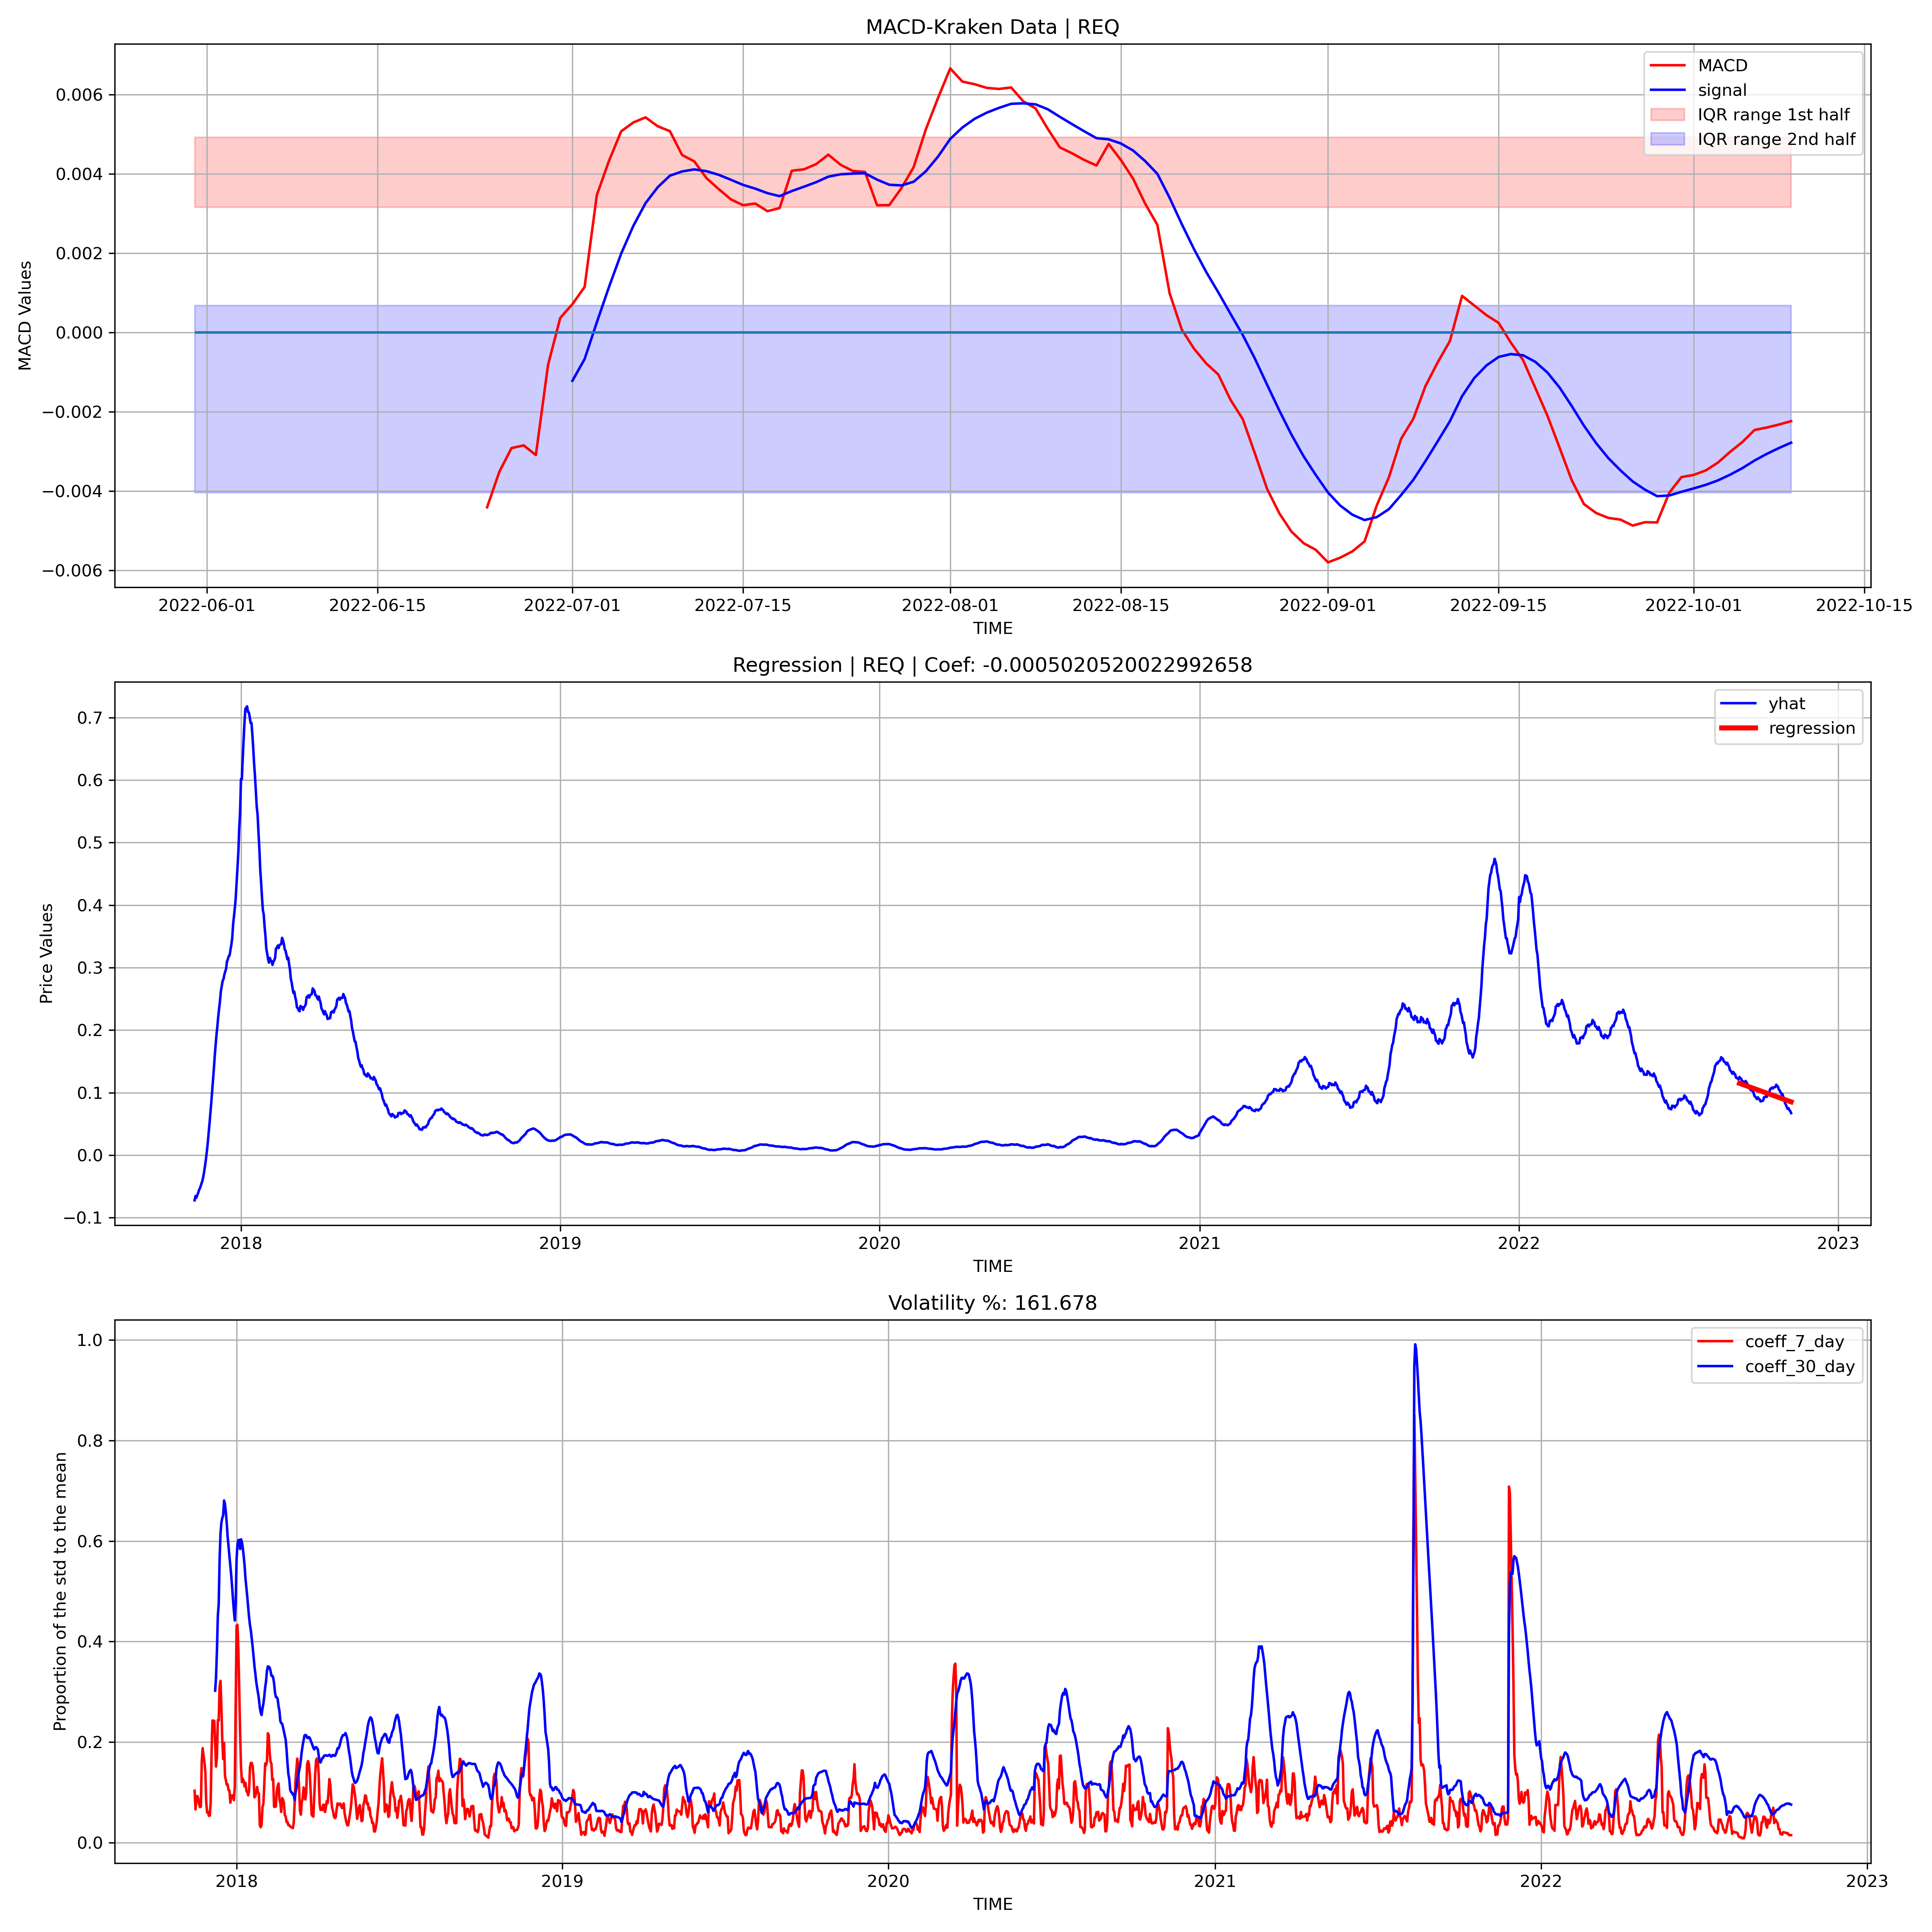 MACD-Kraken Data | REQ
MACD
signal
IQR range 1st half
IQR range 2nd half
0.006
0.004
0.002
0.000
−0.002
−0.004
−0.006
MACD Values
2022-06-01 2022-06-15 2022-07-01 2022-07-15 2022-08-01 2022-08-15 2022-09-01 2022-09-15 2022-10-01 2022-10-15
TIME
Regression | REQ | Coef: -0.0005020520022992658
yhat
regression
0.7
0.6
0.5
0.4
0.3
0.2
0.1
0.0
−0.1
Price Values
2018 2019 2020 2021 2022 2023
TIME
Volatility %: 161.678
coeff_7_day
coeff_30_day
1.0
0.8
0.6
0.4
0.2
0.0
Proportion of the std to the mean
2018 2019 2020 2021 2022 2023
TIME